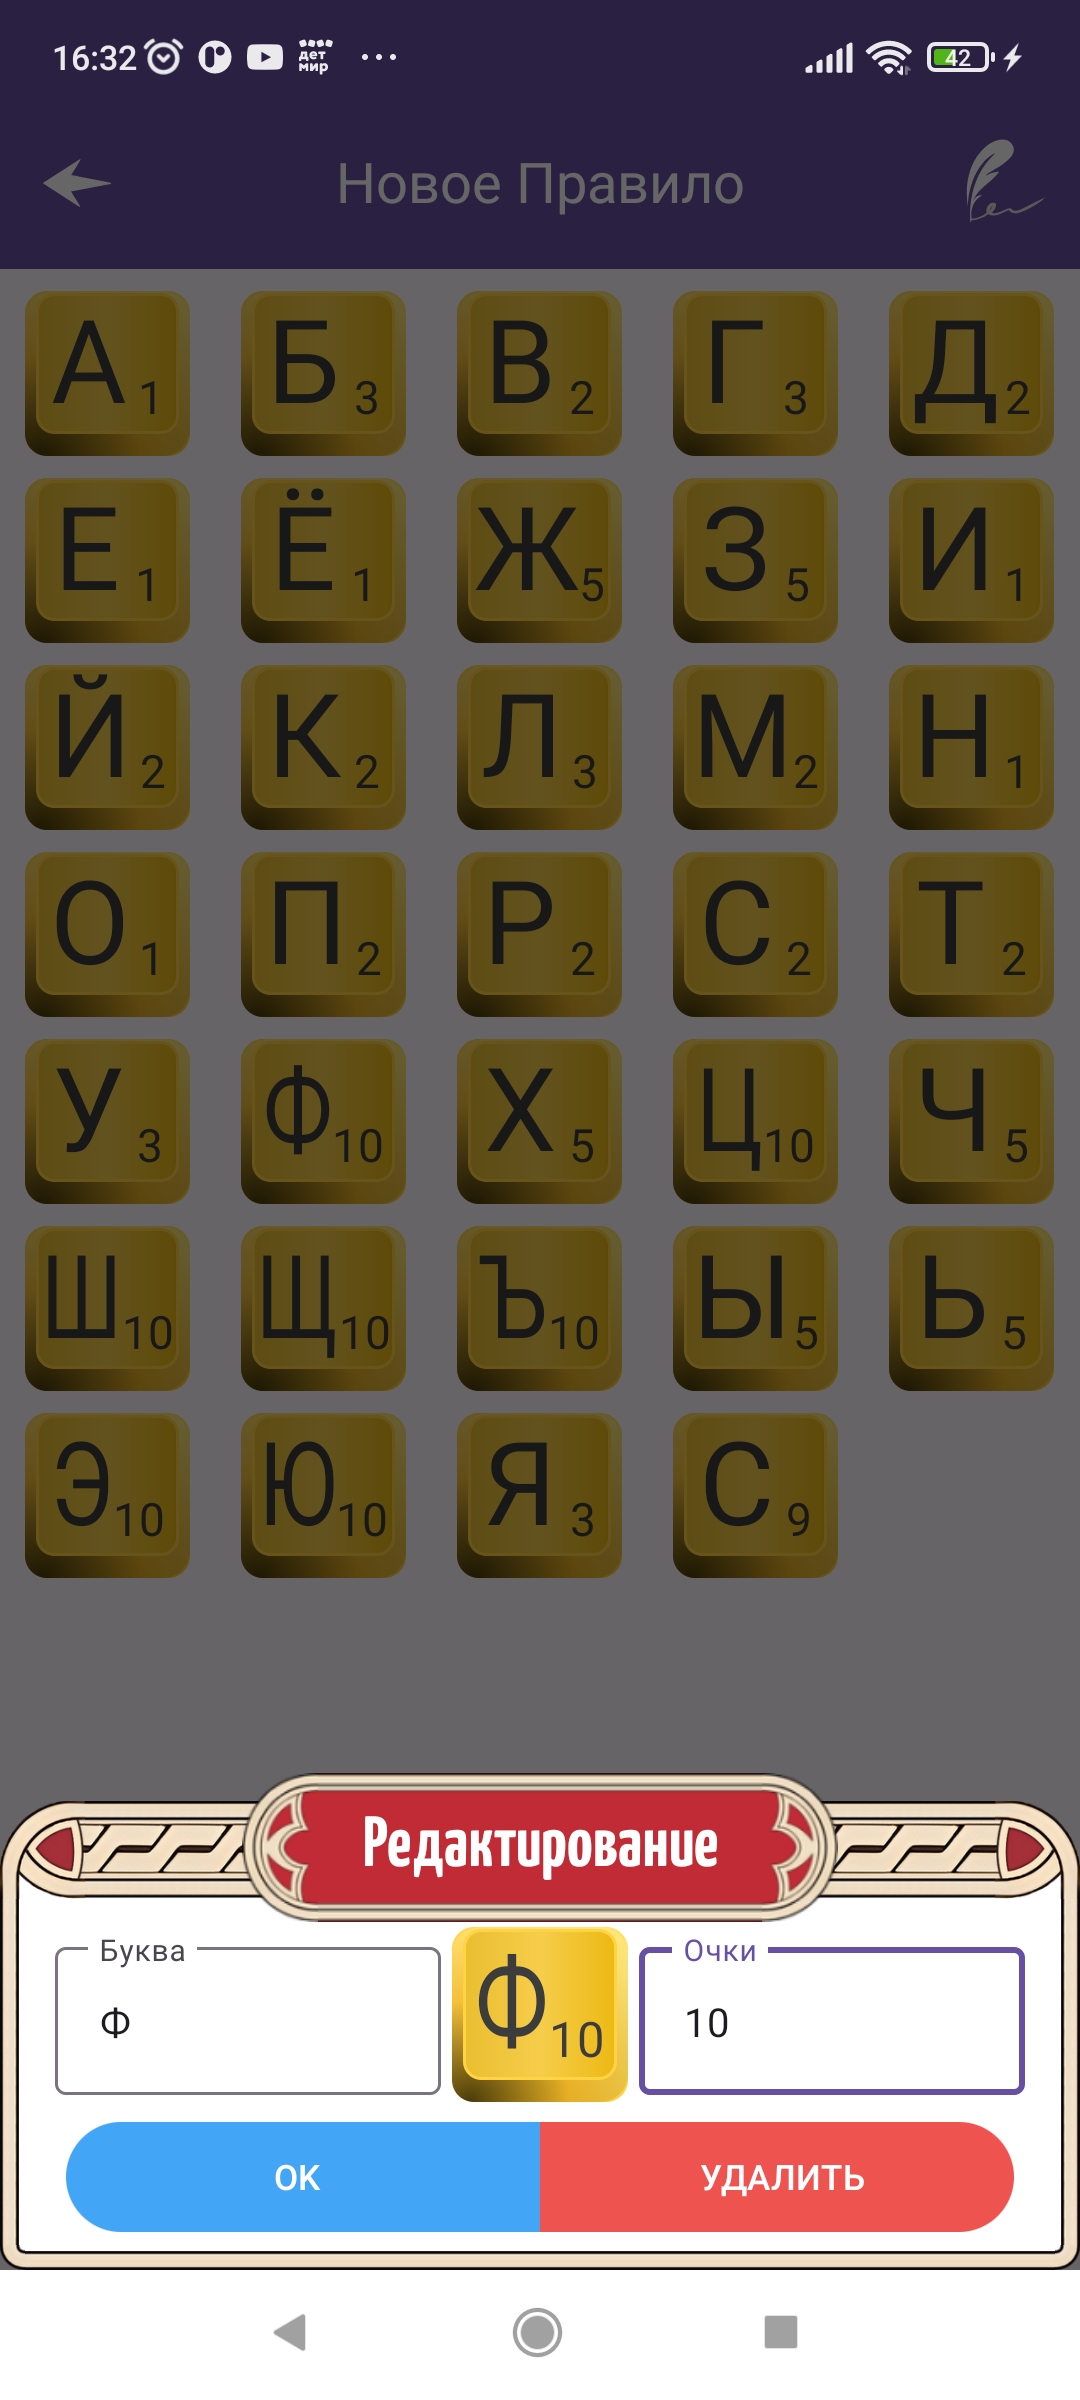 16:32 дет мир ... 42
Новое Правило
А 1 Б 3 В 2 Г 3 Д 2
Е 1 Ё 1 Ж 5 З 5 И 1
Й 2 К 2 Л 3 М 2 Н 1
О 1 П 2 Р 2 С 2 Т 2
У 3 Ф 10 Х 5 Ц 10 Ч 5
Ш 10 Щ 10 Ъ 10 Ы 5 Ь 5
Э 10 Ю 10 Я 3 С 9
Редактирование
Буква Очки
Ф Ф 10 10
ОК УДАЛИТЬ